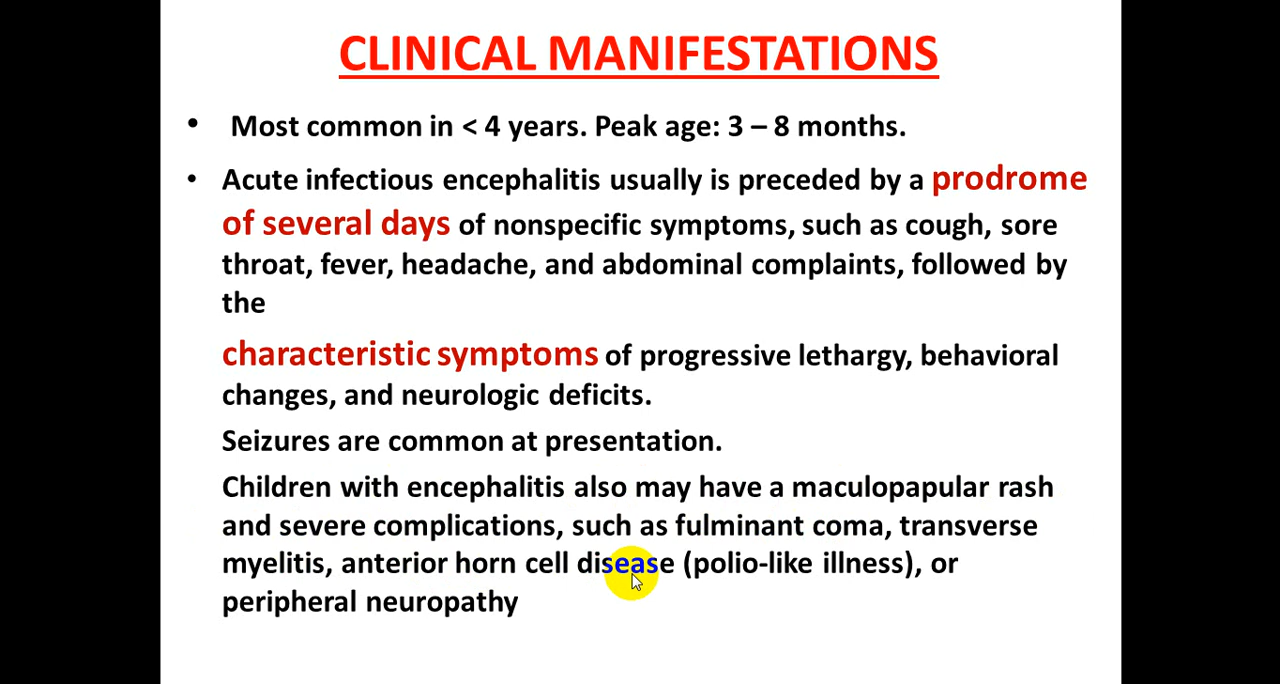 CLINICAL MANIFESTATIONS
• Most common in < 4 years. Peak age: 3 – 8 months.
• Acute infectious encephalitis usually is preceded by a prodrome
of several days of nonspecific symptoms, such as cough, sore
throat, fever, headache, and abdominal complaints, followed by
the
characteristic symptoms of progressive lethargy, behavioral
changes, and neurologic deficits.
Seizures are common at presentation.
Children with encephalitis also may have a maculopapular rash
and severe complications, such as fulminant coma, transverse
myelitis, anterior horn cell disease (polio-like illness), or
peripheral neuropathy